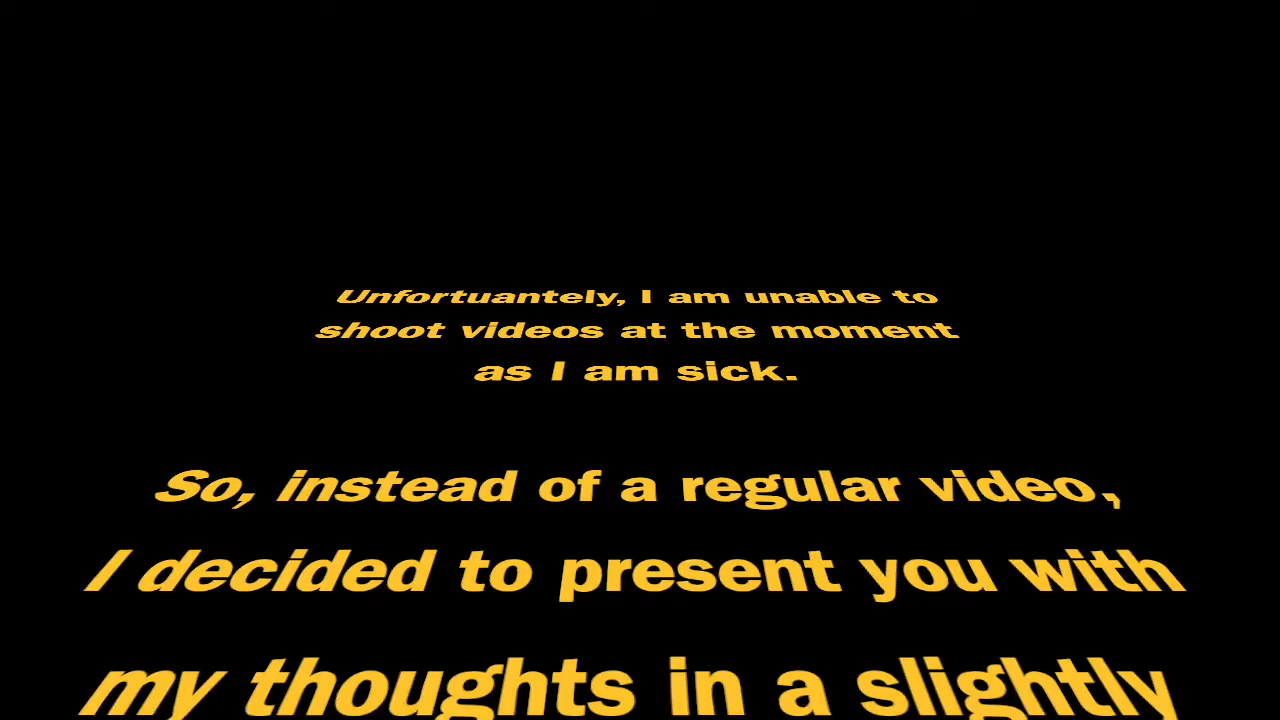 Unfortuantely, I am unable to
shoot videos at the moment
as I am sick.
So, instead of a regular video,
I decided to present you with
my thoughts in a slightly